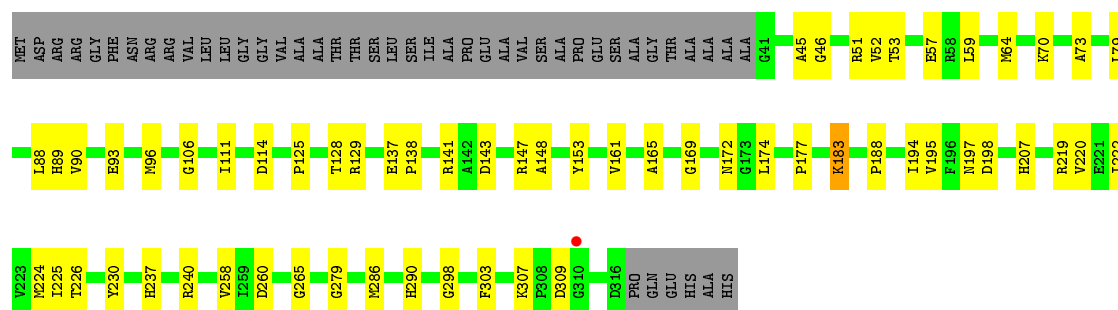 MET ASP ARG ARG GLY PHE ASN ARG ARG VAL LEU LEU GLY GLY VAL ALA ALA THR THR SER LEU SER ILE ALA PRO GLU ALA VAL SER ALA PRO GLU SER ALA GLY THR ALA ALA ALA ALA G41 A45 G46 R51 V52 T53 E57 R58 L59 M64 K70 A73
L88 H89 V90 E93 M96 G106 I111 D114 P125 T128 R129 E137 P138 R141 A142 D143 R147 A148 Y153 V161 A165 G169 N172 G173 L174 P177 K183 P188 I194 V195 F196 N197 D198 H207 R219 V220 E221
V223 M224 I225 T226 Y230 H237 R240 V258 I259 D260 G265 G279 M286 H290 G298 F303 K307 P308 D309 G310 D316 PRO GLN GLU HIS ALA HIS